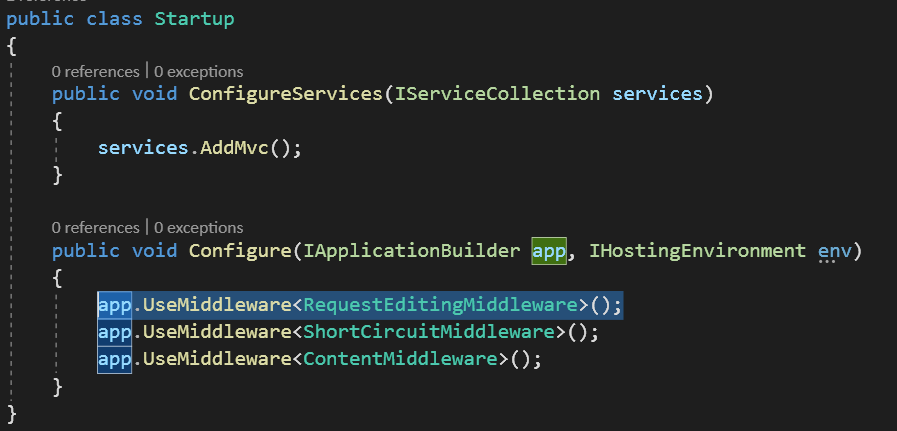 public class Startup
{
0 references | 0 exceptions
public void ConfigureServices(IServiceCollection services)
{
services.AddMvc();
}
0 references | 0 exceptions
public void Configure(IApplicationBuilder app, IHostingEnvironment env)
{
app.UseMiddleware<RequestEditingMiddleware>();
app.UseMiddleware<ShortCircuitMiddleware>();
app.UseMiddleware<ContentMiddleware>();
}
}